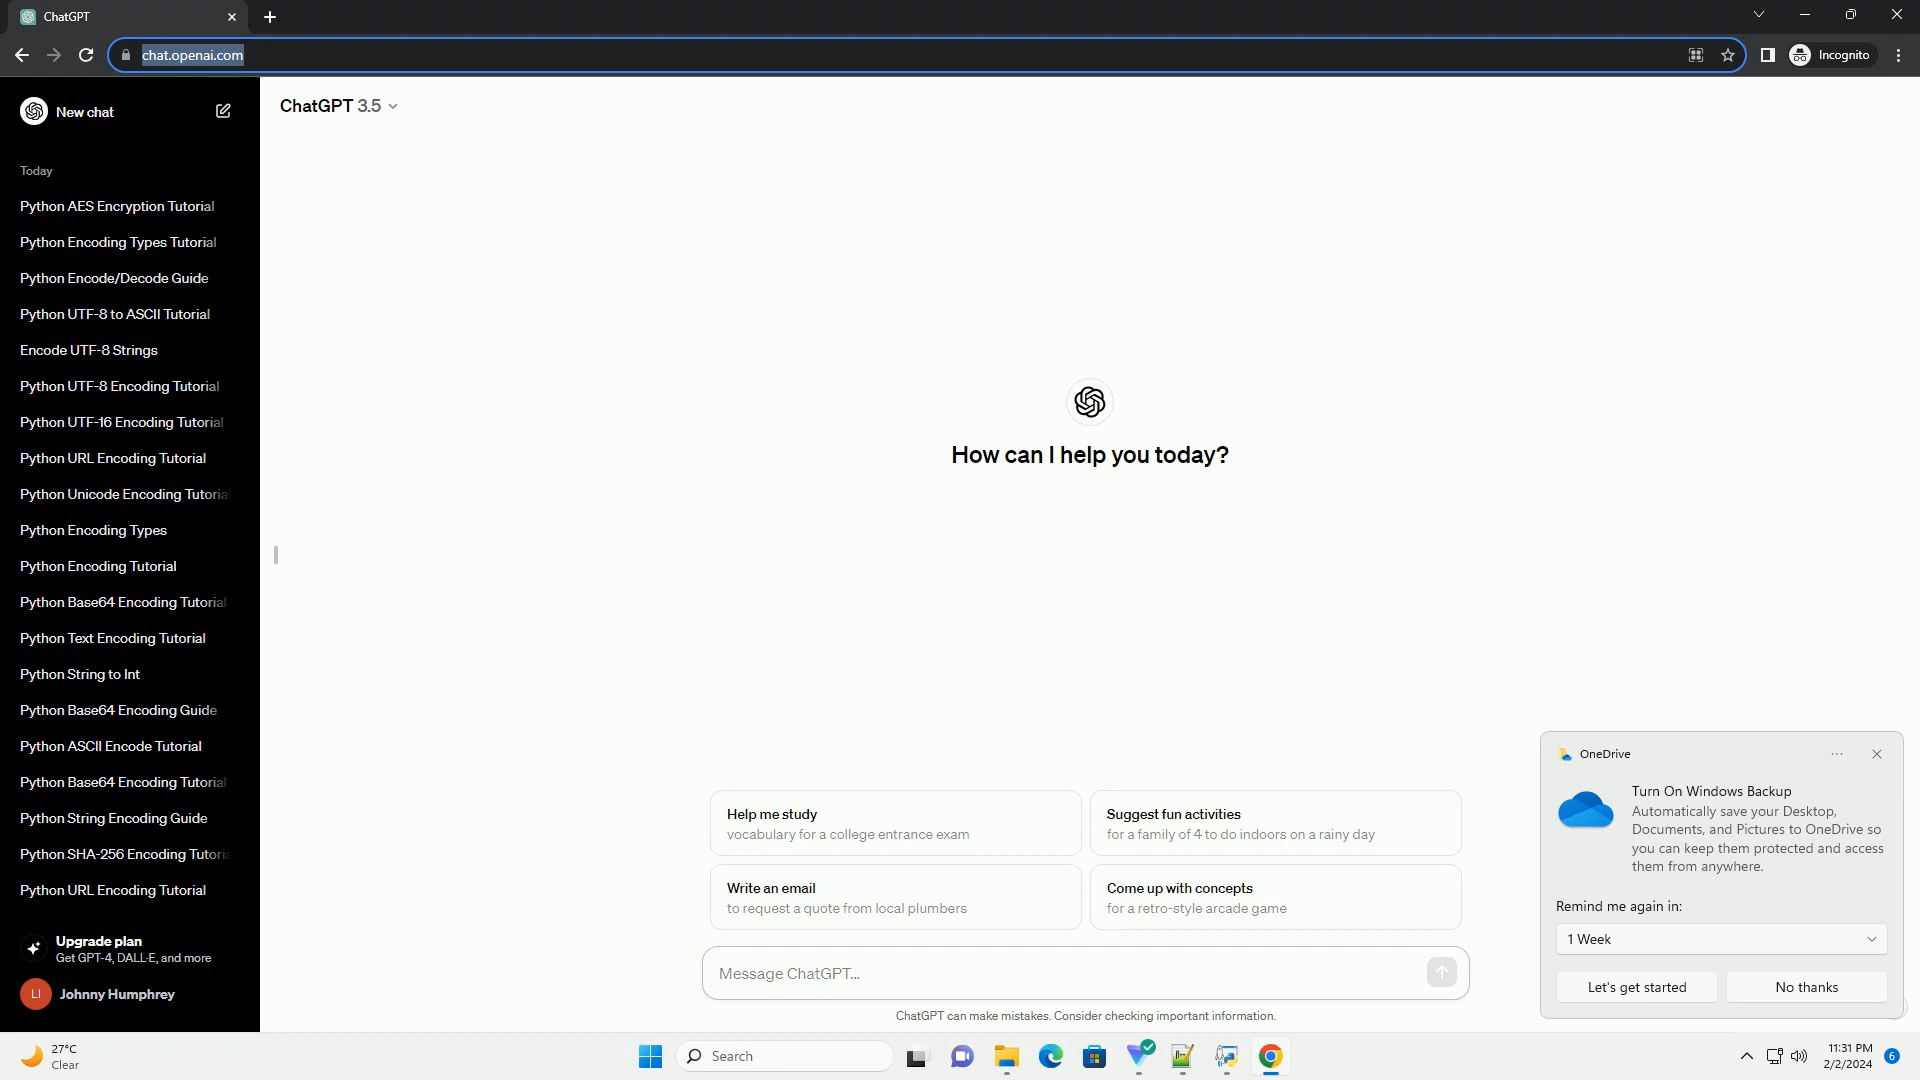 ChatGPT
chat.openai.com
Incognito
New chat
ChatGPT 3.5
Today
Python AES Encryption Tutorial
Python Encoding Types Tutorial
Python Encode/Decode Guide
Python UTF-8 to ASCII Tutorial
Encode UTF-8 Strings
Python UTF-8 Encoding Tutorial
Python UTF-16 Encoding Tutorial
Python URL Encoding Tutorial
Python Unicode Encoding Tutoria
Python Encoding Types
Python Encoding Tutorial
Python Base64 Encoding Tutorial
Python Text Encoding Tutorial
Python String to Int
Python Base64 Encoding Guide
Python ASCII Encode Tutorial
Python Base64 Encoding Tutorial
Python String Encoding Guide
Python SHA-256 Encoding Tutoria
Python URL Encoding Tutorial
Upgrade plan
Get GPT-4, DALL·E, and more
LI
Johnny Humphrey
How can I help you today?
Help me study
vocabulary for a college entrance exam
Suggest fun activities
for a family of 4 to do indoors on a rainy day
Write an email
to request a quote from local plumbers
Come up with concepts
for a retro-style arcade game
Message ChatGPT...
ChatGPT can make mistakes. Consider checking important information.
OneDrive
Turn On Windows Backup
Automatically save your Desktop,
Documents, and Pictures to OneDrive so
you can keep them protected and access
them from anywhere.
Remind me again in:
1 Week
Let's get started
No thanks
27°C
Clear
Search
11:31 PM
2/2/2024
6